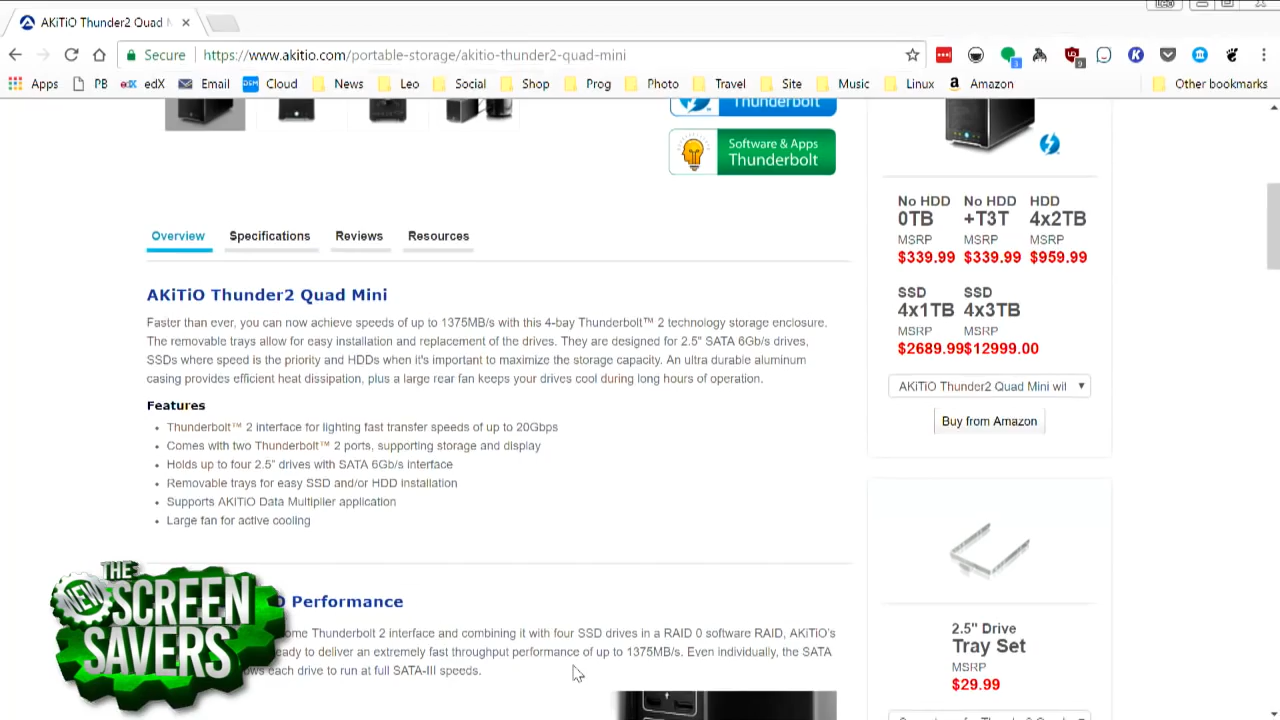 Leo
AKiTiO Thunder2 Quad M
Secure https://www.akitio.com/portable-storage/akitio-thunder2-quad-mini
Apps PB edX Email Cloud News Leo Social Shop Prog Photo Travel Site Music Linux Amazon Other bookmarks
Thunderbolt
Software & Apps
Thunderbolt
Overview Specifications Reviews Resources
AKiTiO Thunder2 Quad Mini
Faster than ever, you can now achieve speeds of up to 1375MB/s with this 4-bay Thunderbolt™ 2 technology storage enclosure.
The removable trays allow for easy installation and replacement of the drives. They are designed for 2.5" SATA 6Gb/s drives,
SSDs where speed is the priority and HDDs when it's important to maximize the storage capacity. An ultra durable aluminum
casing provides efficient heat dissipation, plus a large rear fan keeps your drives cool during long hours of operation.
Features
• Thunderbolt™ 2 interface for lighting fast transfer speeds of up to 20Gbps
• Comes with two Thunderbolt™ 2 ports, supporting storage and display
• Holds up to four 2.5" drives with SATA 6Gb/s interface
• Removable trays for easy SSD and/or HDD installation
• Supports AKiTiO Data Multiplier application
• Large fan for active cooling
D Performance
ome Thunderbolt 2 interface and combining it with four SSD drives in a RAID 0 software RAID, AKiTiO's
liver an extremely fast throughput performance of up to 1375MB/s. Even individually, the SATA
ws each drive to run at full SATA-III speeds.
THE
NEW
SCREEN
SAVERS
No HDD No HDD HDD
0TB +T3T 4x2TB
MSRP MSRP MSRP
$339.99 $339.99 $959.99
SSD SSD
4x1TB 4x3TB
MSRP MSRP
$2689.99$12999.00
AKiTiO Thunder2 Quad Mini wit
Buy from Amazon
2.5" Drive
Tray Set
MSRP
$29.99